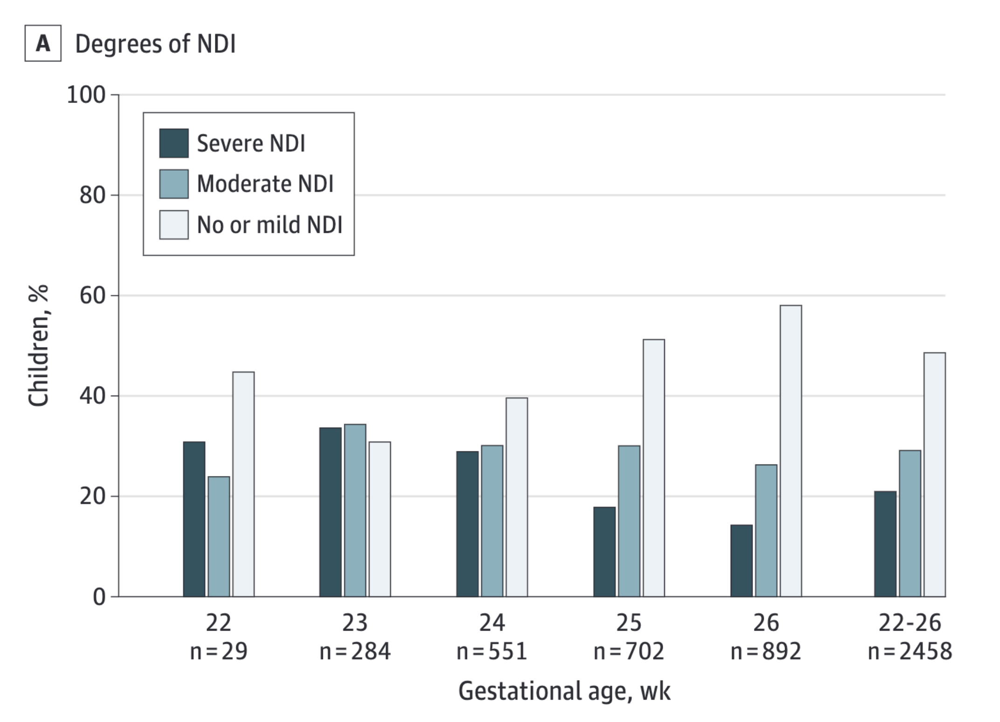 A Degrees of NDI
100
80
60
40
20
0
Children, %
Severe NDI
Moderate NDI
No or mild NDI
22 23 24 25 26 22-26
n=29 n=284 n=551 n=702 n=892 n=2458
Gestational age, wk